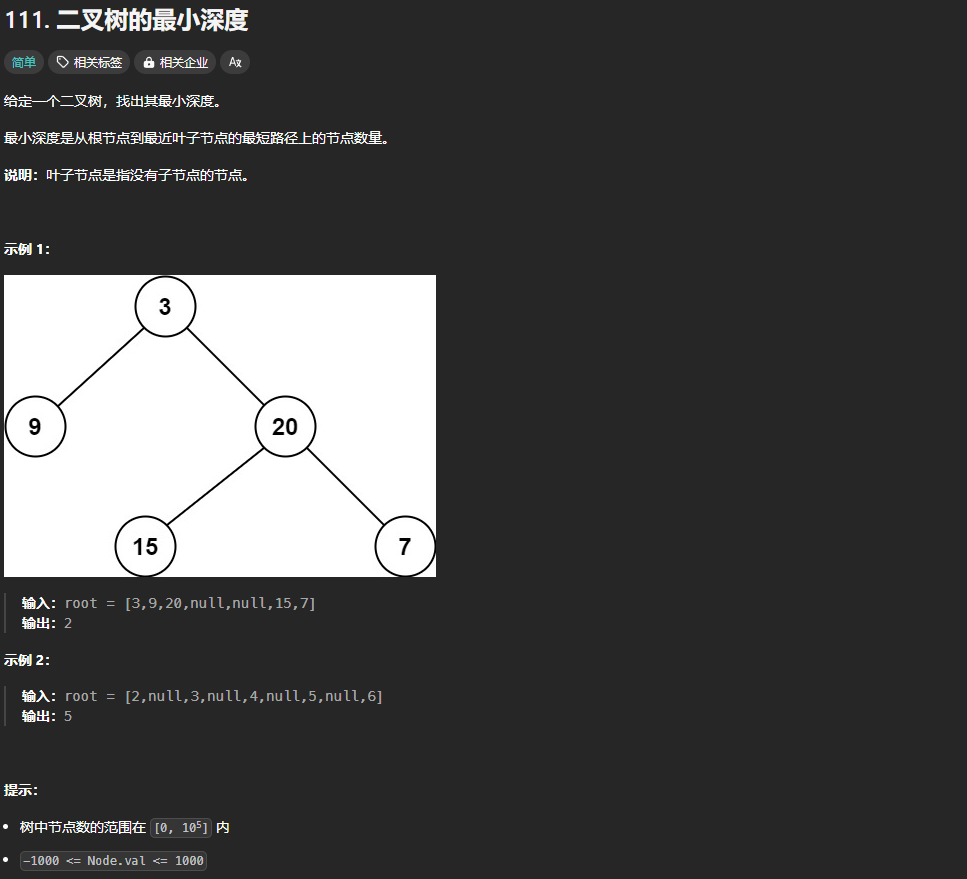 111. 二叉树的最小深度
简单 相关标签 相关企业 Aⱬ
给定一个二叉树，找出其最小深度。
最小深度是从根节点到最近叶子节点的最短路径上的节点数量。
说明：叶子节点是指没有子节点的节点。
示例 1：
3
9
20
15
7
输入：root = [3,9,20,null,null,15,7]
输出：2
示例 2：
输入：root = [2,null,3,null,4,null,5,null,6]
输出：5
提示：
• 树中节点数的范围在 [0, 10⁵] 内
• -1000 <= Node.val <= 1000